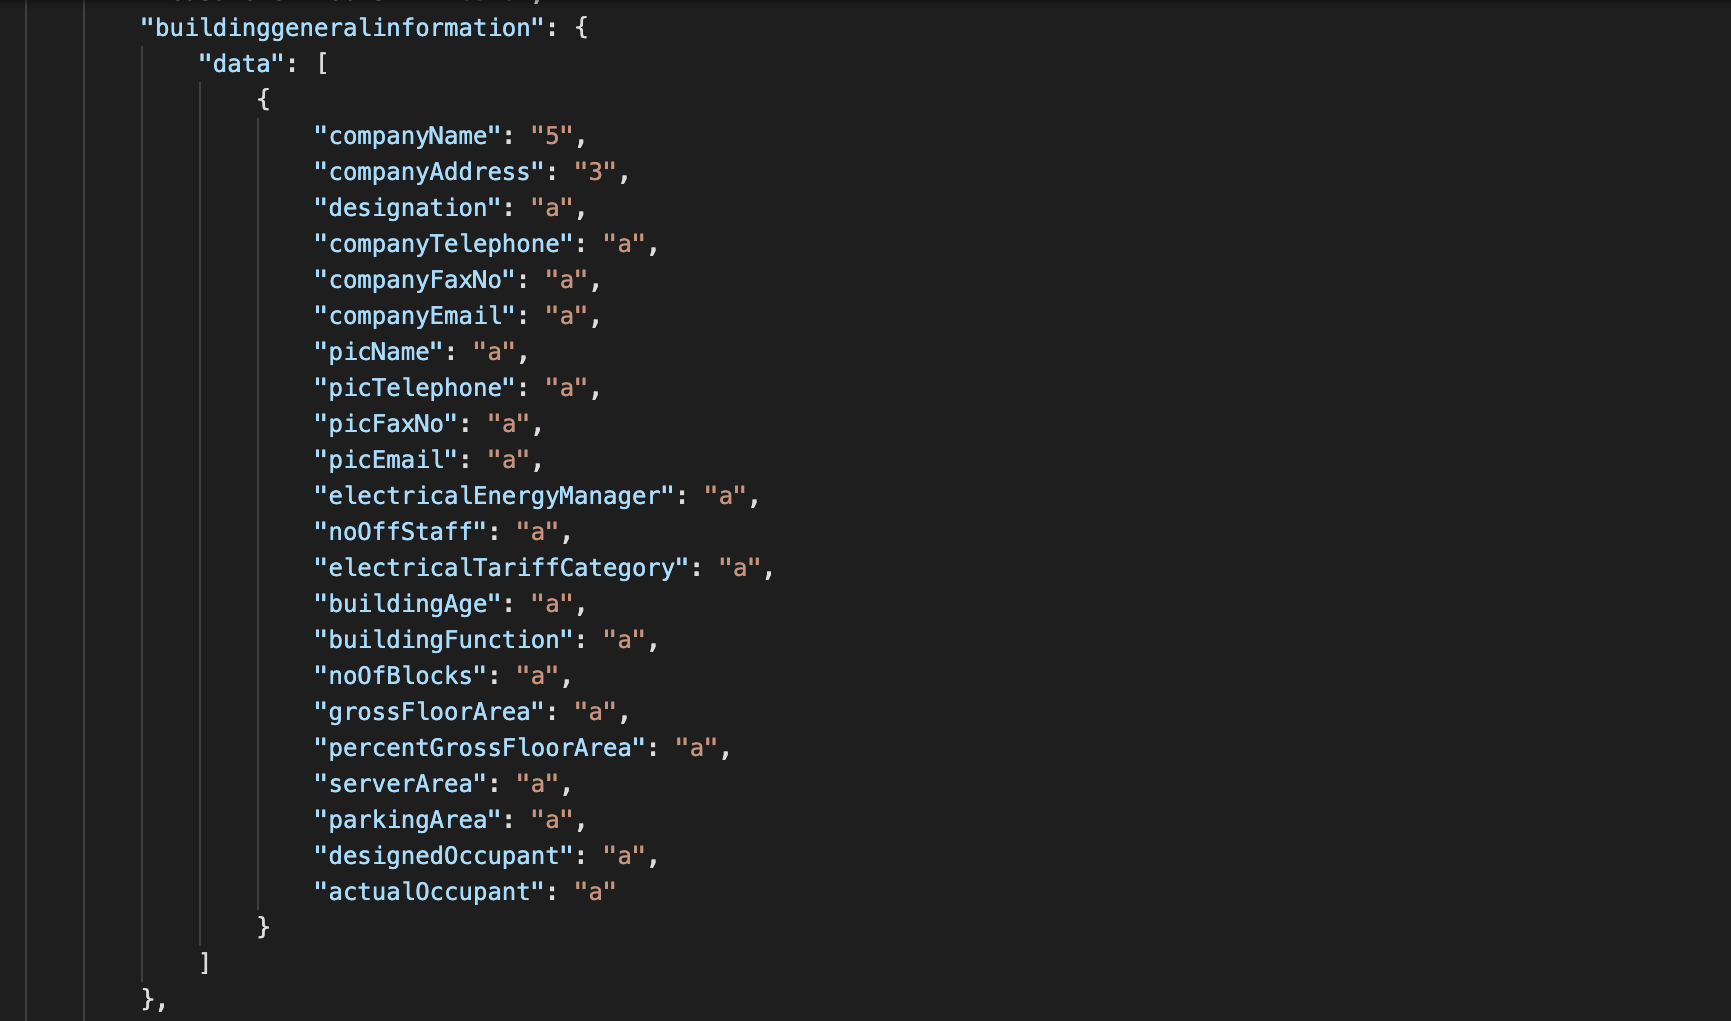 "buildinggeneralinformation": {
"data": [
{
"companyName": "5",
"companyAddress": "3",
"designation": "a",
"companyTelephone": "a",
"companyFaxNo": "a",
"companyEmail": "a",
"picName": "a",
"picTelephone": "a",
"picFaxNo": "a",
"picEmail": "a",
"electricalEnergyManager": "a",
"noOffStaff": "a",
"electricalTariffCategory": "a",
"buildingAge": "a",
"buildingFunction": "a",
"noOfBlocks": "a",
"grossFloorArea": "a",
"percentGrossFloorArea": "a",
"serverArea": "a",
"parkingArea": "a",
"designedOccupant": "a",
"actualOccupant": "a"
}
]
},